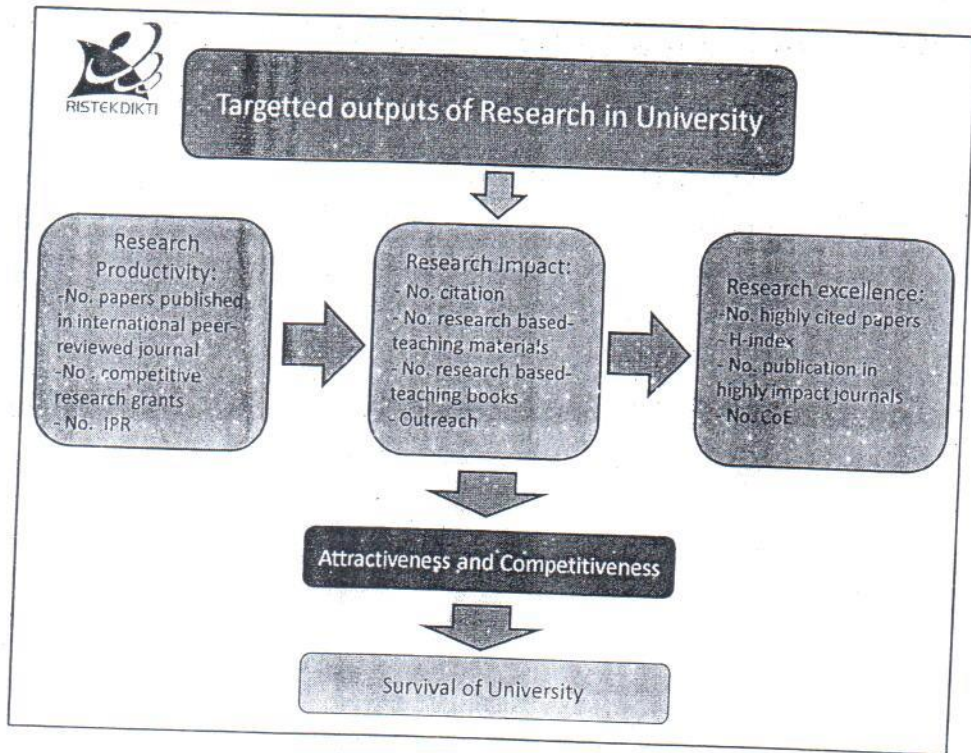 RISTEKDIKTI
Targetted outputs of Research in University
Research
Productivity:
-No. papers published
in international peer-
reviewed journal
-No. competitive
research grants
- No. IPR
Research Impact:
- No. citation
- No. research based-
teaching materials
- No. research based-
teaching books
- Outreach
Research excellence:
-No. highly cited papers
- H-index
- No. publication in
highly impact journals
- No. CoE
Attractiveness and Competitiveness
Survival of University